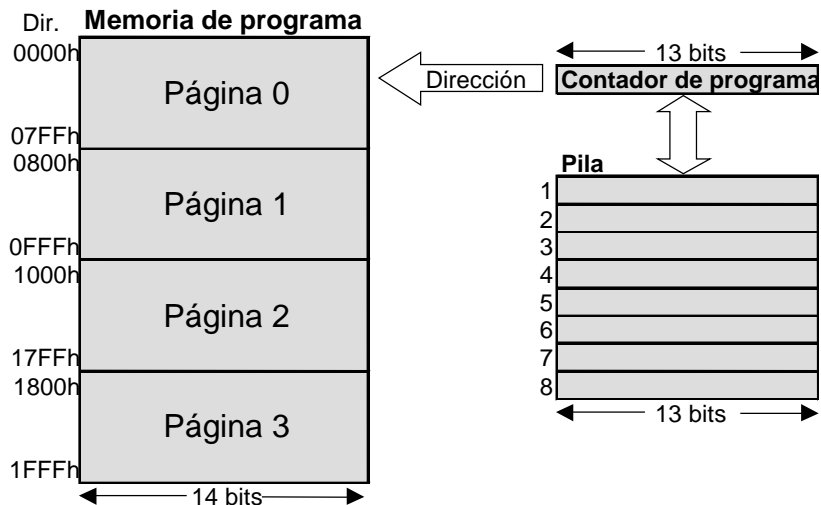 Dir.
Memoria de programa
0000h
Página 0
07FFh
0800h
Página 1
0FFFh
1000h
Página 2
17FFh
1800h
Página 3
1FFFh
14 bits
Dirección
13 bits
Contador de programa
Pila
1
2
3
4
5
6
7
8
13 bits